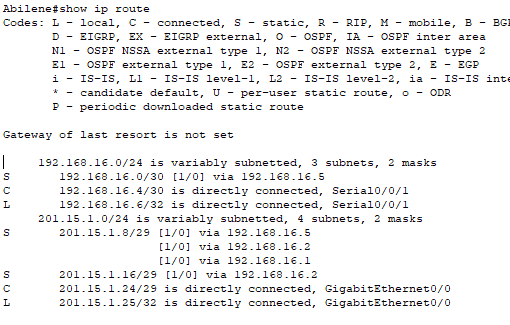 Abilene#show ip route
Codes: L - local, C - connected, S - static, R - RIP, M - mobile, B - BG
D - EIGRP, EX - EIGRP external, O - OSPF, IA - OSPF inter area
N1 - OSPF NSSA external type 1, N2 - OSPF NSSA external type 2
E1 - OSPF external type 1, E2 - OSPF external type 2, E - EGP
i - IS-IS, L1 - IS-IS level-1, L2 - IS-IS level-2, ia - IS-IS inte
* - candidate default, U - per-user static route, o - ODR
P - periodic downloaded static route
Gateway of last resort is not set
192.168.16.0/24 is variably subnetted, 3 subnets, 2 masks
S 192.168.16.0/30 [1/0] via 192.168.16.5
C 192.168.16.4/30 is directly connected, Serial0/0/1
L 192.168.16.6/32 is directly connected, Serial0/0/1
201.15.1.0/24 is variably subnetted, 4 subnets, 2 masks
S 201.15.1.8/29 [1/0] via 192.168.16.5
[1/0] via 192.168.16.2
[1/0] via 192.168.16.1
S 201.15.1.16/29 [1/0] via 192.168.16.2
C 201.15.1.24/29 is directly connected, GigabitEthernet0/0
L 201.15.1.25/32 is directly connected, GigabitEthernet0/0